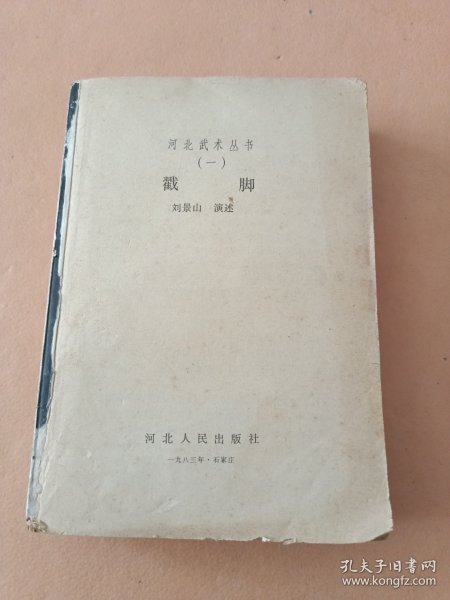 河北武术丛书
（一）
戳 脚
刘景山 演述
河北人民出版社
一九八三年·石家庄
孔夫子旧书网
www.kongfz.com